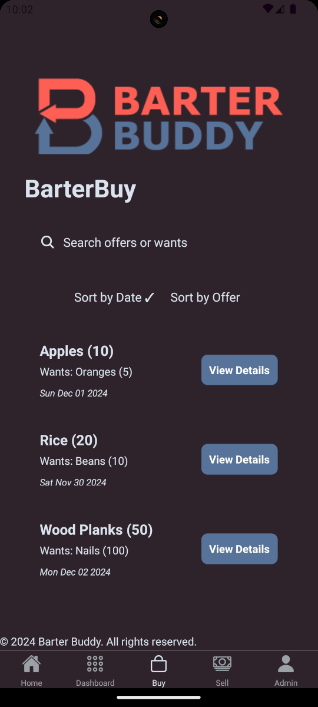 10:02
BARTER
BUDDY
BarterBuy
Search offers or wants
Sort by Date ✓ Sort by Offer
Apples (10)
Wants: Oranges (5)
Sun Dec 01 2024
View Details
Rice (20)
Wants: Beans (10)
Sat Nov 30 2024
View Details
Wood Planks (50)
Wants: Nails (100)
Mon Dec 02 2024
View Details
© 2024 Barter Buddy. All rights reserved.
Home Dashboard Buy Sell Admin